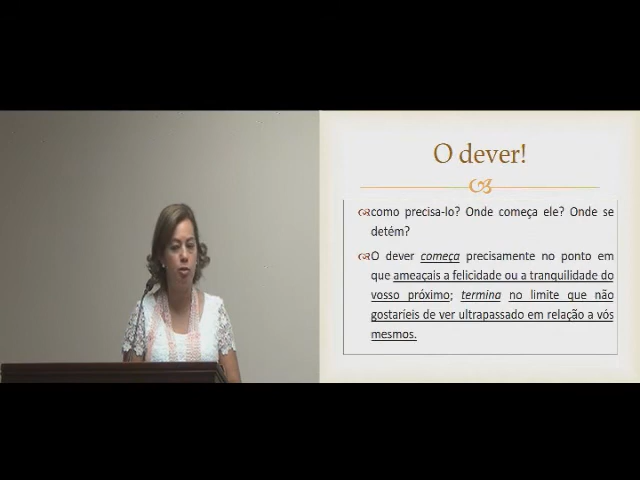 O dever!
como precisa-lo? Onde começa ele? Onde se
detém?
O dever começa precisamente no ponto em
que ameaçais a felicidade ou a tranquilidade do
vosso próximo; termina no limite que não
gostaríeis de ver ultrapassado em relação a vós
mesmos.